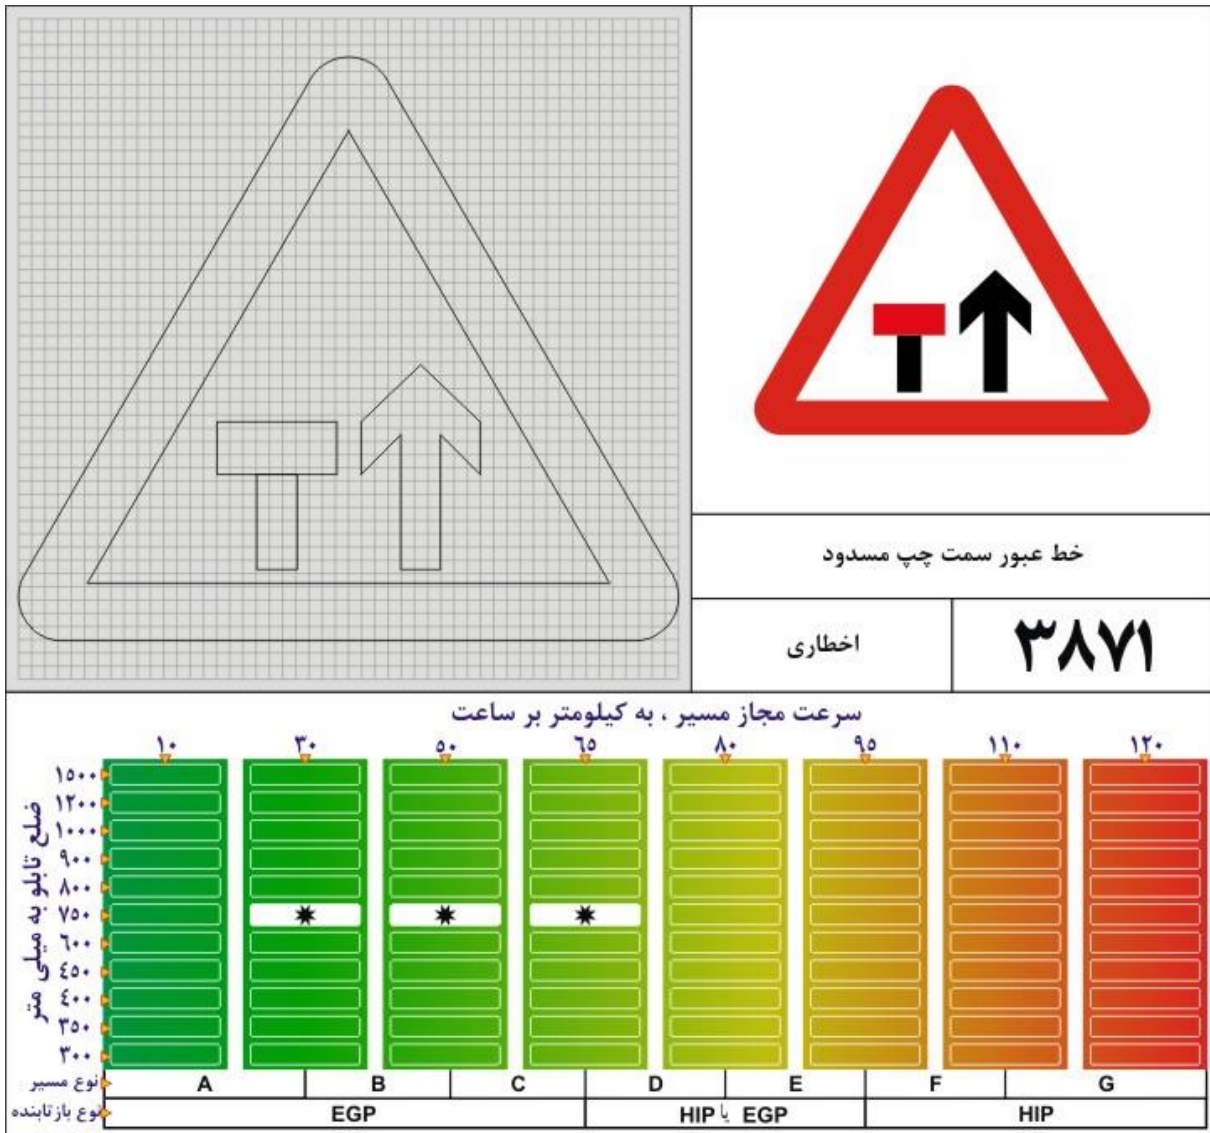 خط عبور سمت چپ مسدود
۳۸۷۱
اخطاری
سرعت مجاز مسیر ، به کیلومتر بر ساعت
۱۰ ۳۰ ۵۰ ۶۵ ۸۰ ۹۵ ۱۱۰ ۱۲۰
ضلع تابلو به میلی متر
۱۵۰۰
۱۲۰۰
۱۰۰۰
۹۰۰
۸۰۰
۷۵۰
۶۰۰
٤۵۰
٤۰۰
۳۵۰
۳۰۰
نوع مسیر A B C D E F G
نوع بازتابنده EGP HIP یا EGP HIP